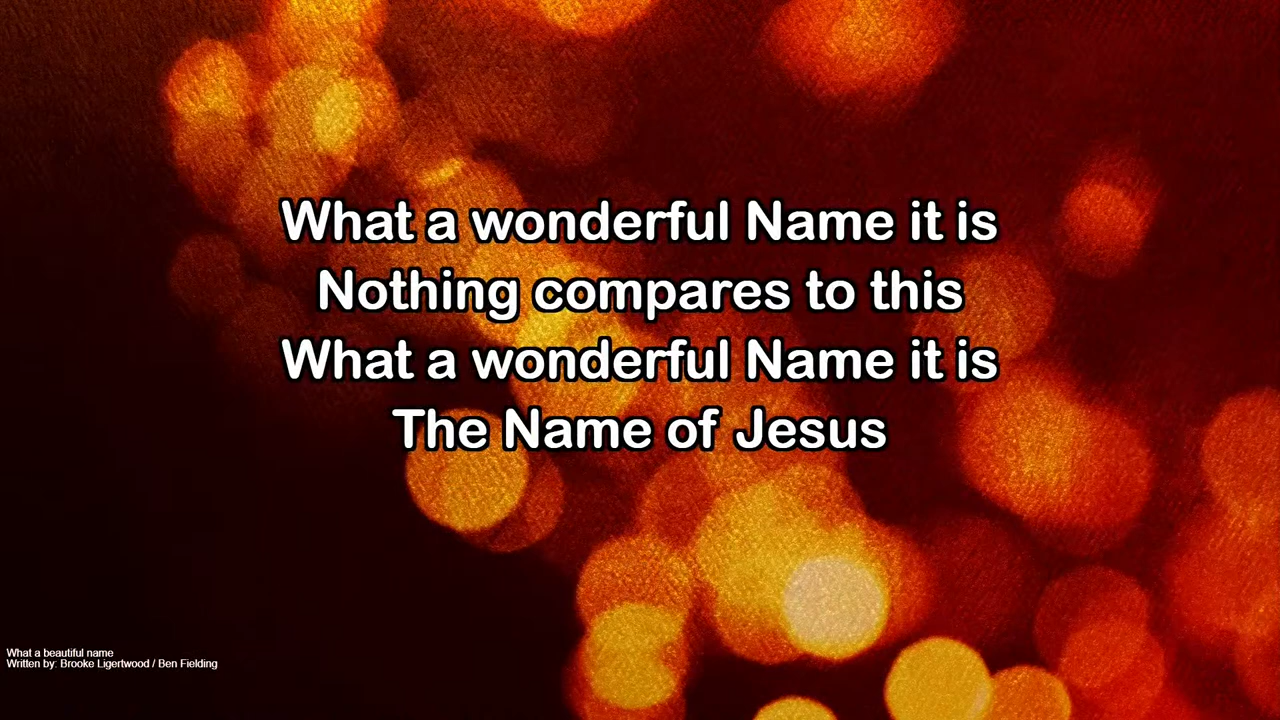 What a wonderful Name it is
Nothing compares to this
What a wonderful Name it is
The Name of Jesus
What a beautiful name
Written by: Brooke Ligertwood / Ben Fielding